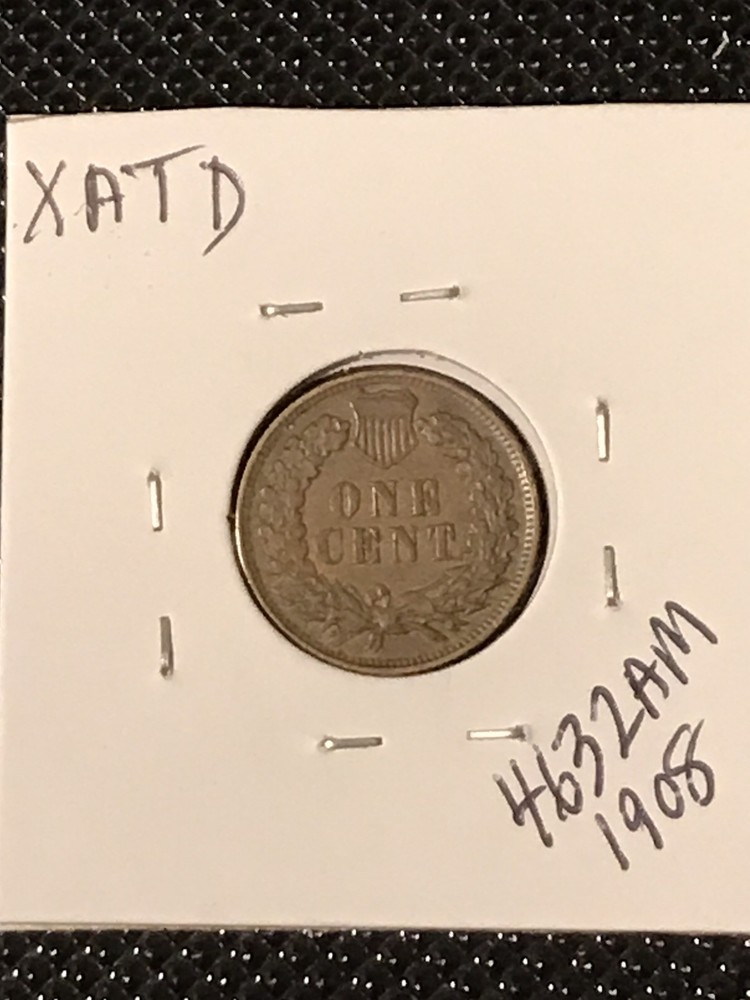 XATD
ONE
CENT
4632AM
1908